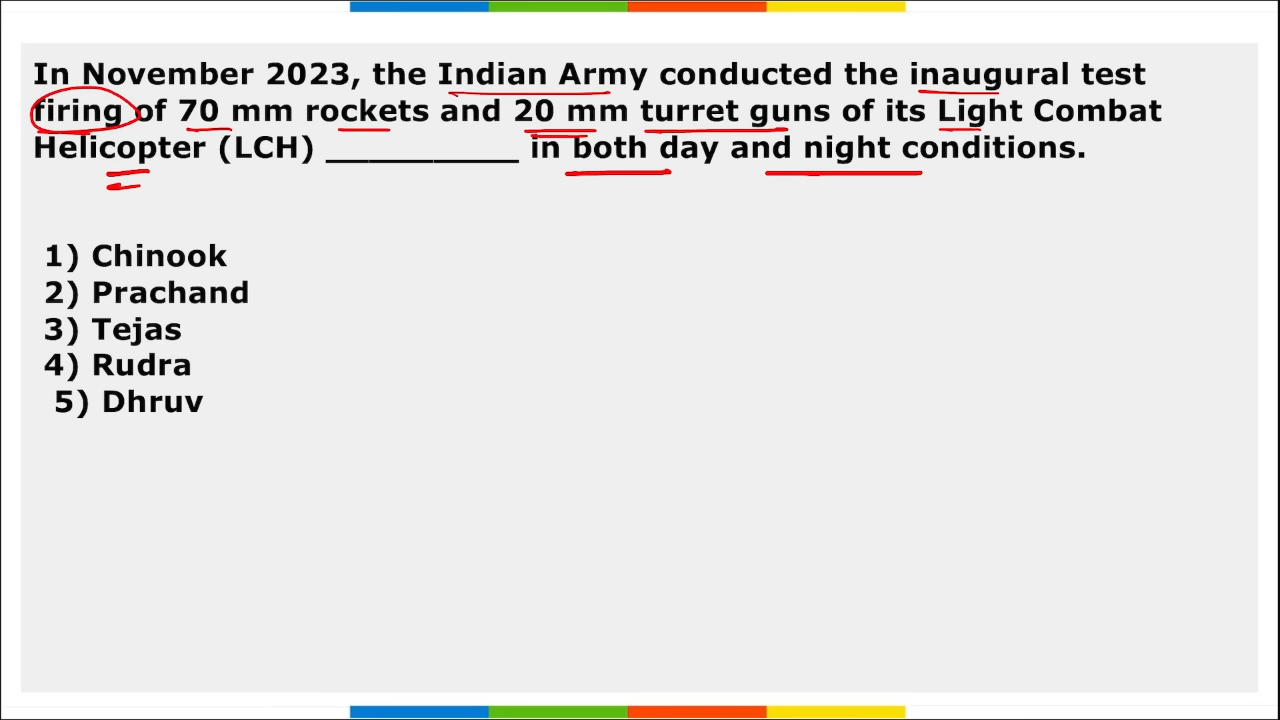 In November 2023, the Indian Army conducted the inaugural test
firing of 70 mm rockets and 20 mm turret guns of its Light Combat
Helicopter (LCH) ___________ in both day and night conditions.
1) Chinook
2) Prachand
3) Tejas
4) Rudra
5) Dhruv